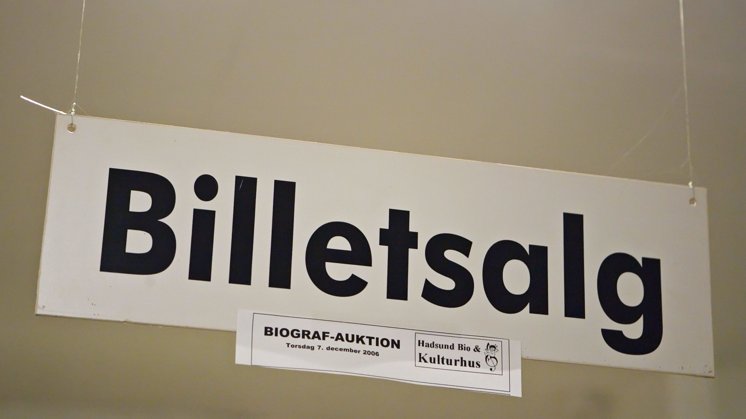 Billetsalg
BIOGRAF-AUKTION
Torsdag 7. december 2006
Hadsund Bio &
Kulturhus